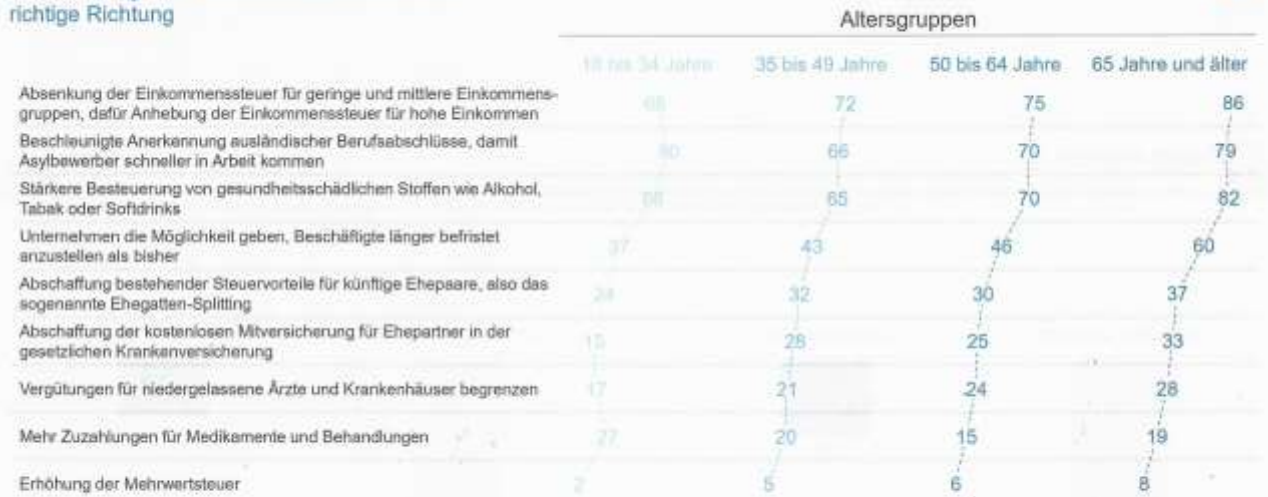 richtige Richtung
Altersgruppen
18 bis 34 Jahre 35 bis 49 Jahre 50 bis 64 Jahre 65 Jahre und älter
Absenkung der Einkommenssteuer für geringe und mittlere Einkommens-
gruppen, dafür Anhebung der Einkommenssteuer für hohe Einkommen
68 72 75 86
Beschleunigte Anerkennung ausländischer Berufsabschlüsse, damit
Asylbewerber schneller in Arbeit kommen
80 66 70 79
Stärkere Besteuerung von gesundheitsschädlichen Stoffen wie Alkohol,
Tabak oder Softdrinks
66 65 70 82
Unternehmen die Möglichkeit geben, Beschäftigte länger befristet
anzustellen als bisher
37 43 46 60
Abschaffung bestehender Steuervorteile für künftige Ehepaare, also das
sogenannte Ehegatten-Splitting
24 32 30 37
Abschaffung der kostenlosen Mitversicherung für Ehepartner in der
gesetzlichen Krankenversicherung
15 28 25 33
Vergütungen für niedergelassene Ärzte und Krankenhäuser begrenzen
17 21 24 28
Mehr Zuzahlungen für Medikamente und Behandlungen
27 20 15 19
Erhöhung der Mehrwertsteuer
2 5 6 8